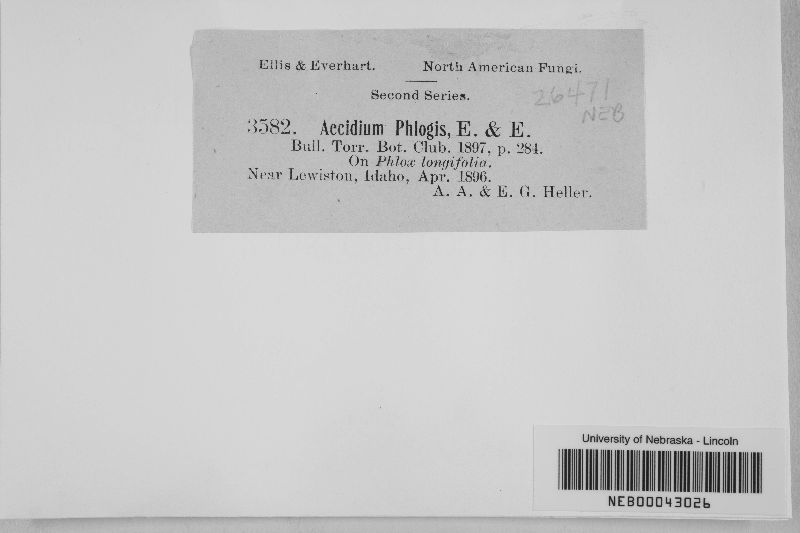 Ellis & Everhart. North American Fungi.
Second Series.
26471
NEB
3582. Aecidium Phlogis, E. & E.
Bull. Torr. Bot. Club. 1897, p. 284.
On Phlox longifolia.
Near Lewiston, Idaho, Apr. 1896.
A. A. & E. G. Heller.
University of Nebraska - Lincoln
NEB00043026